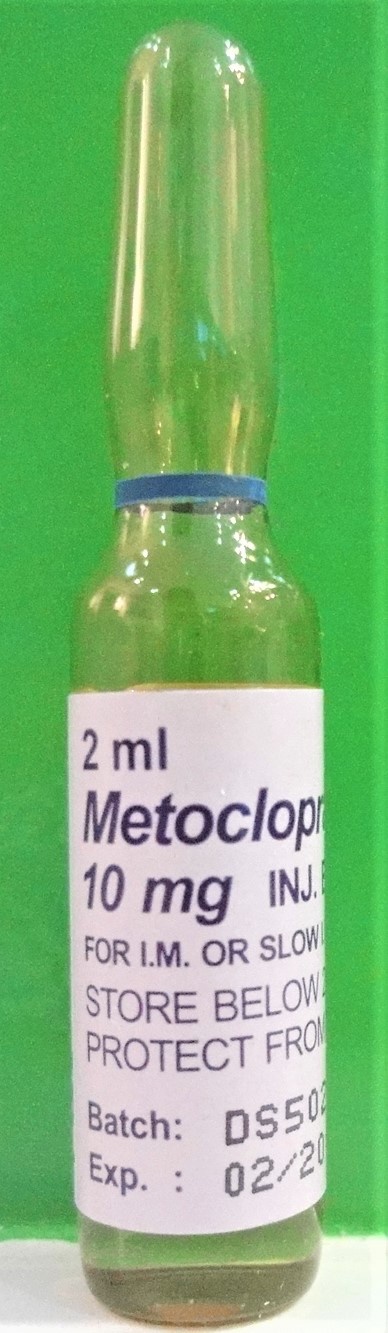 2 ml
Metoclopr
10 mg INJ.
FOR I.M. OR SLOW
STORE BELOW
PROTECT FROM
Batch: DS502
Exp. : 02/20